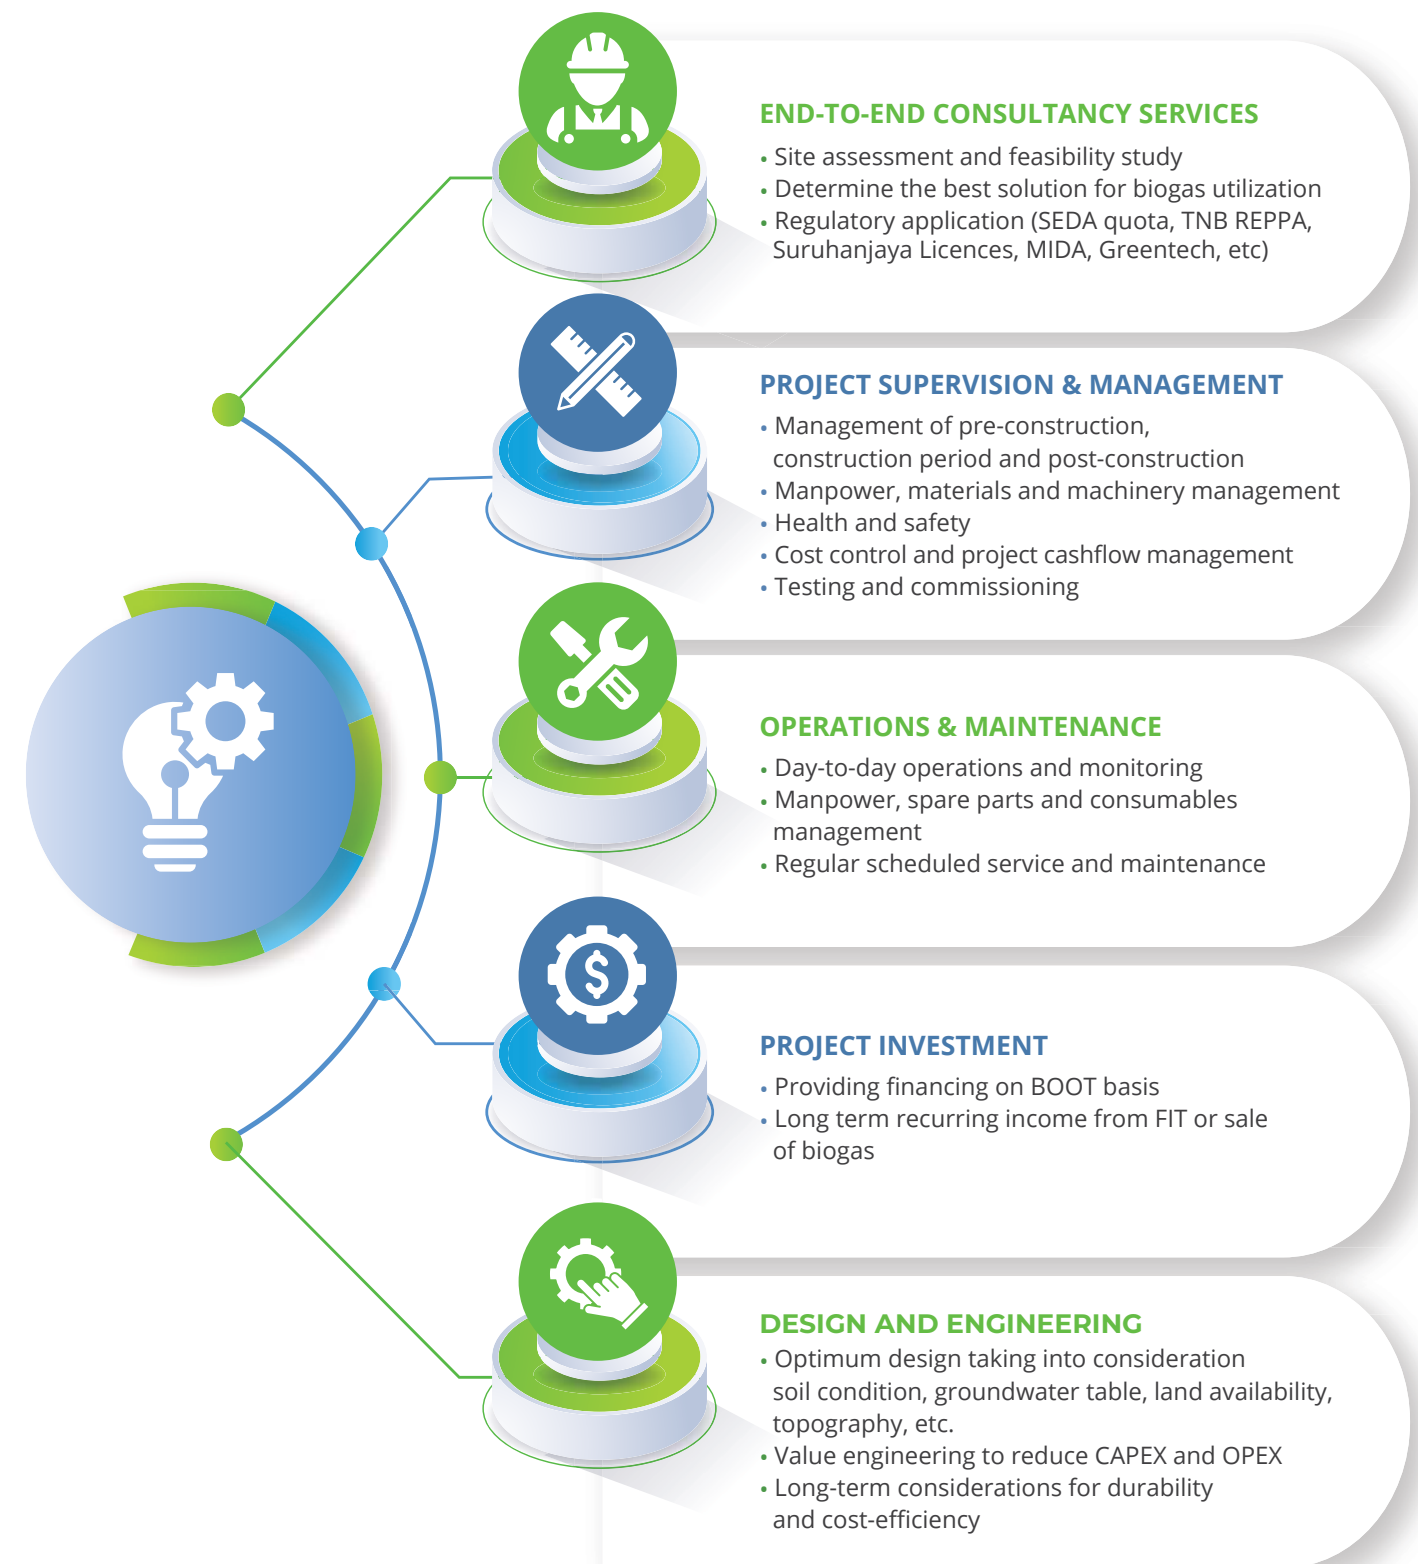 END-TO-END CONSULTANCY SERVICES
• Site assessment and feasibility study
• Determine the best solution for biogas utilization
• Regulatory application (SEDA quota, TNB REPPA,
Suruhanjaya Licences, MIDA, Greentech, etc)
PROJECT SUPERVISION & MANAGEMENT
• Management of pre-construction,
construction period and post-construction
• Manpower, materials and machinery management
• Health and safety
• Cost control and project cashflow management
• Testing and commissioning
OPERATIONS & MAINTENANCE
• Day-to-day operations and monitoring
• Manpower, spare parts and consumables
management
• Regular scheduled service and maintenance
$
PROJECT INVESTMENT
• Providing financing on BOOT basis
• Long term recurring income from FIT or sale
of biogas
DESIGN AND ENGINEERING
• Optimum design taking into consideration
soil condition, groundwater table, land availability,
topography, etc.
• Value engineering to reduce CAPEX and OPEX
• Long-term considerations for durability
and cost-efficiency